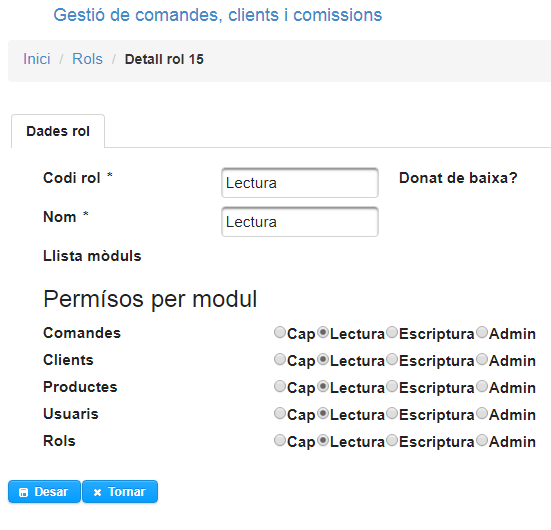 Gestió de comandes, clients i comissions
Inici / Rols / Detall rol 15
Dades rol
Codi rol * Lectura Donat de baixa?
Nom * Lectura
Llista mòduls
Permísos per modul
Comandes Cap Lectura Escriptura Admin
Clients Cap Lectura Escriptura Admin
Productes Cap Lectura Escriptura Admin
Usuaris Cap Lectura Escriptura Admin
Rols Cap Lectura Escriptura Admin
Desar Tornar